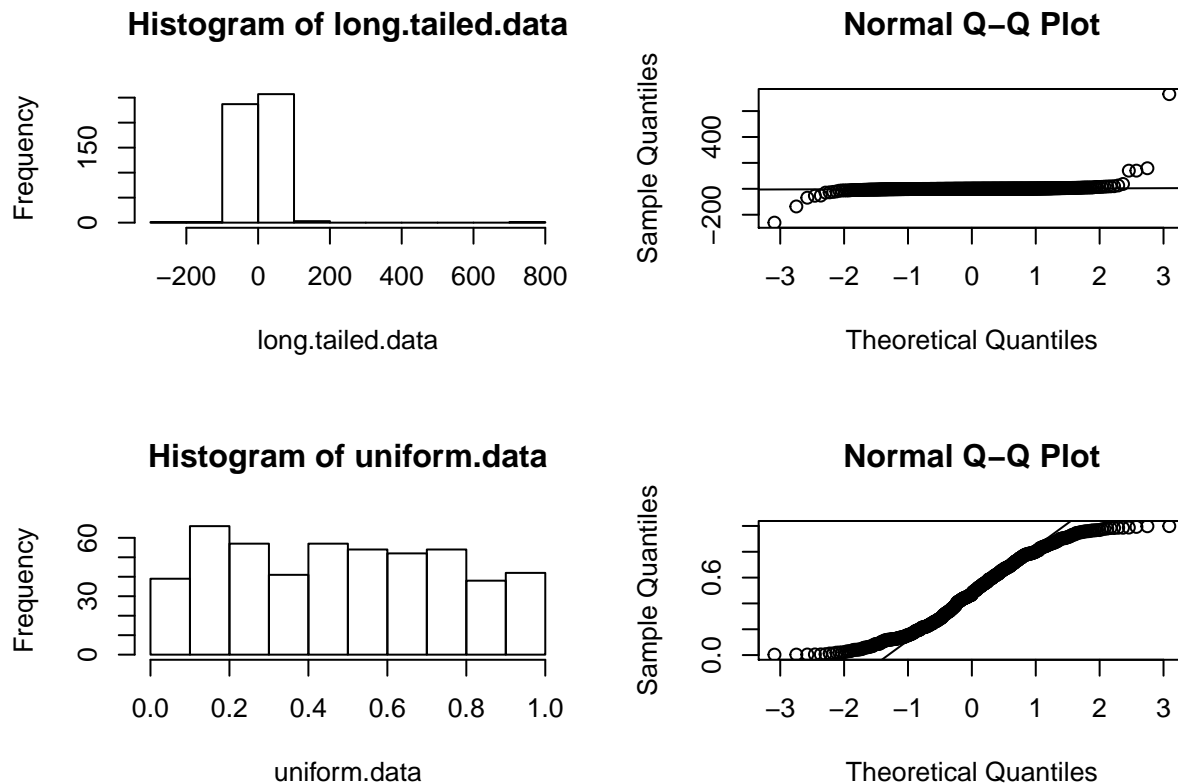 Histogram of long.tailed.data
Frequency
0
150
−200
0
200
400
600
800
long.tailed.data
Normal Q−Q Plot
Sample Quantiles
−200
400
−3
−2
−1
0
1
2
3
Theoretical Quantiles
Histogram of uniform.data
Frequency
0
30
60
0.0
0.2
0.4
0.6
0.8
1.0
uniform.data
Normal Q−Q Plot
Sample Quantiles
0.0
0.6
−3
−2
−1
0
1
2
3
Theoretical Quantiles